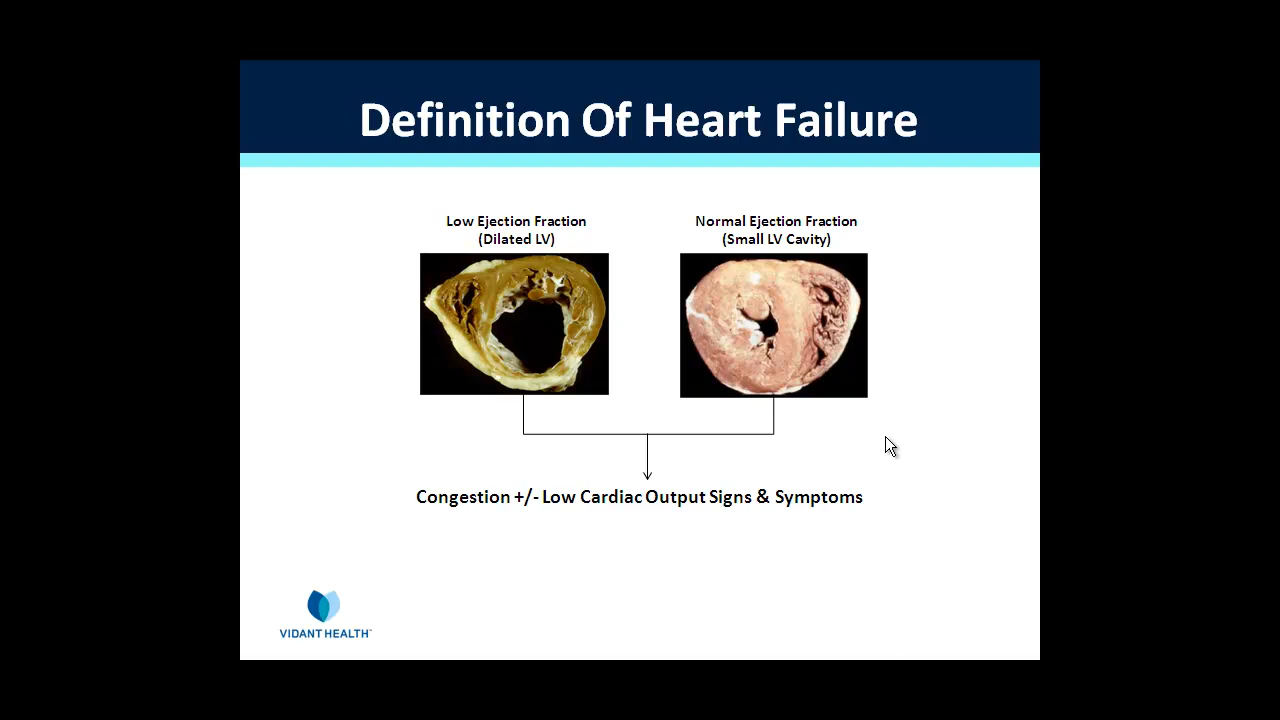 Definition Of Heart Failure
Low Ejection Fraction
(Dilated LV)
Normal Ejection Fraction
(Small LV Cavity)
Congestion +/- Low Cardiac Output Signs & Symptoms
VIDANT HEALTH™